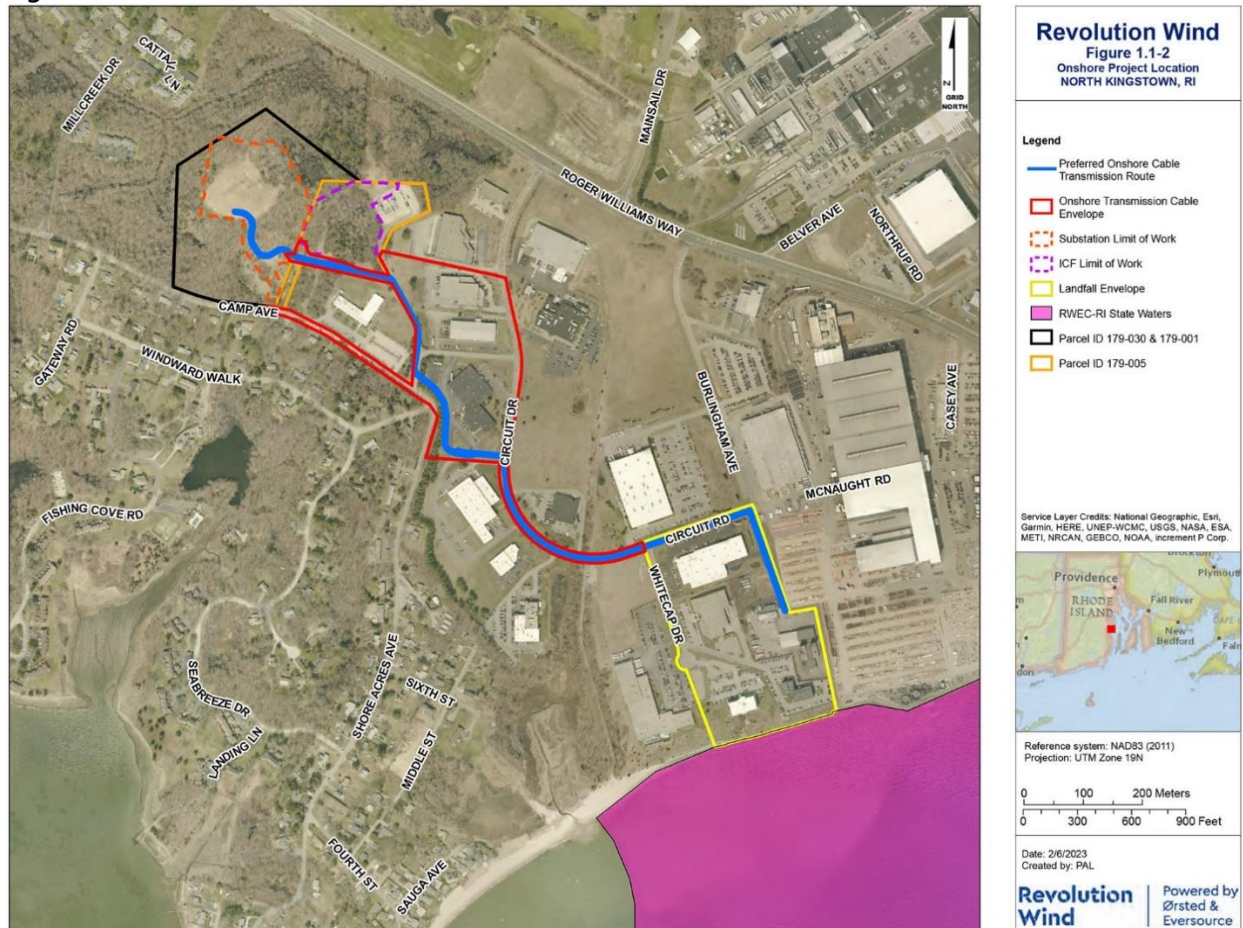 CATTAIL LN
MILLCREEK DR
MAINSAIL DR
GRID
NORTH
ROGER WILLIAMS WAY
BELVER AVE
NORTHRUP RD
CAMP AVE
GATEWAY RD
WINDWARD WALK
CIRCUIT DR
BURLINGHAM AVE
CASEY AVE
MCNAUGHT RD
FISHING COVE RD
CIRCUIT RD
WHITECAP DR
SEABREEZE DR
SHORE ACRES AVE
SIXTH ST
LANDING LN
MIDDLE ST
FOURTH ST
SAUGA AVE
Revolution Wind
Figure 1.1-2
Onshore Project Location
NORTH KINGSTOWN, RI
Legend
Preferred Onshore Cable
Transmission Route
Onshore Transmission Cable
Envelope
Substation Limit of Work
ICF Limit of Work
Landfall Envelope
RWEC-RI State Waters
Parcel ID 179-030 & 179-001
Parcel ID 179-005
Service Layer Credits: National Geographic, Esri,
Garmin, HERE, UNEP-WCMC, USGS, NASA, ESA,
METI, NRCAN, GEBCO, NOAA, increment P Corp.
Providence
RHODE
ISLAND
Fall River
New
Bedford
Reference system: NAD83 (2011)
Projection: UTM Zone 19N
0 100 200 Meters
0 300 600 900 Feet
Date: 2/6/2023
Created by: PAL
Revolution
Wind
Powered by
Ørsted &
Eversource